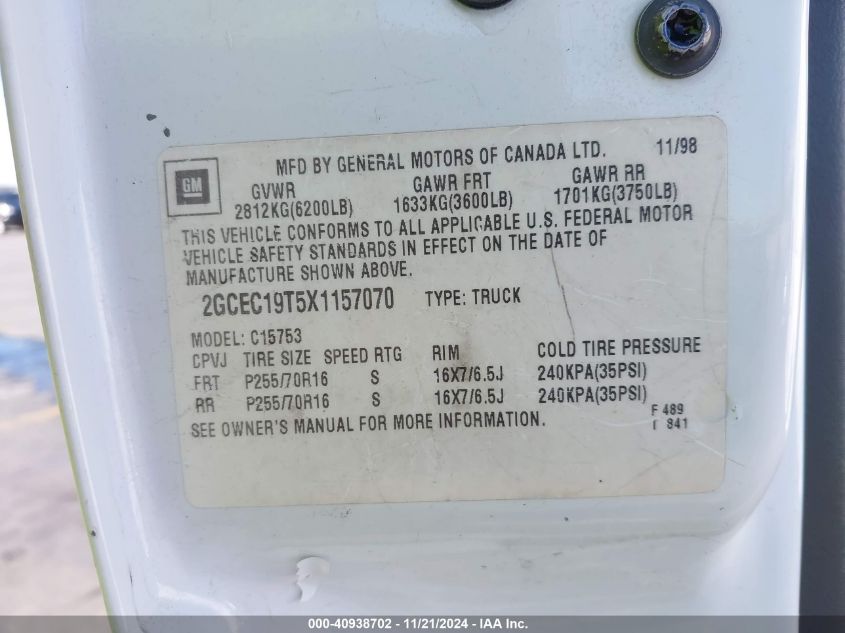 MFD BY GENERAL MOTORS OF CANADA LTD. 11/98
GM
GVWR GAWR FRT GAWR RR
2812KG(6200LB) 1633KG(3600LB) 1701KG(3750LB)
THIS VEHICLE CONFORMS TO ALL APPLICABLE U.S. FEDERAL MOTOR
VEHICLE SAFETY STANDARDS IN EFFECT ON THE DATE OF
MANUFACTURE SHOWN ABOVE.
2GCEC19T5X1157070 TYPE: TRUCK
MODEL: C15753
CPVJ TIRE SIZE SPEED RTG RIM COLD TIRE PRESSURE
FRT P255/70R16 S 16X7/6.5J 240KPA(35PSI)
RR P255/70R16 S 16X7/6.5J 240KPA(35PSI)
SEE OWNER'S MANUAL FOR MORE INFORMATION.
F 489
841
000-40938702 - 11/21/2024 - IAA Inc.